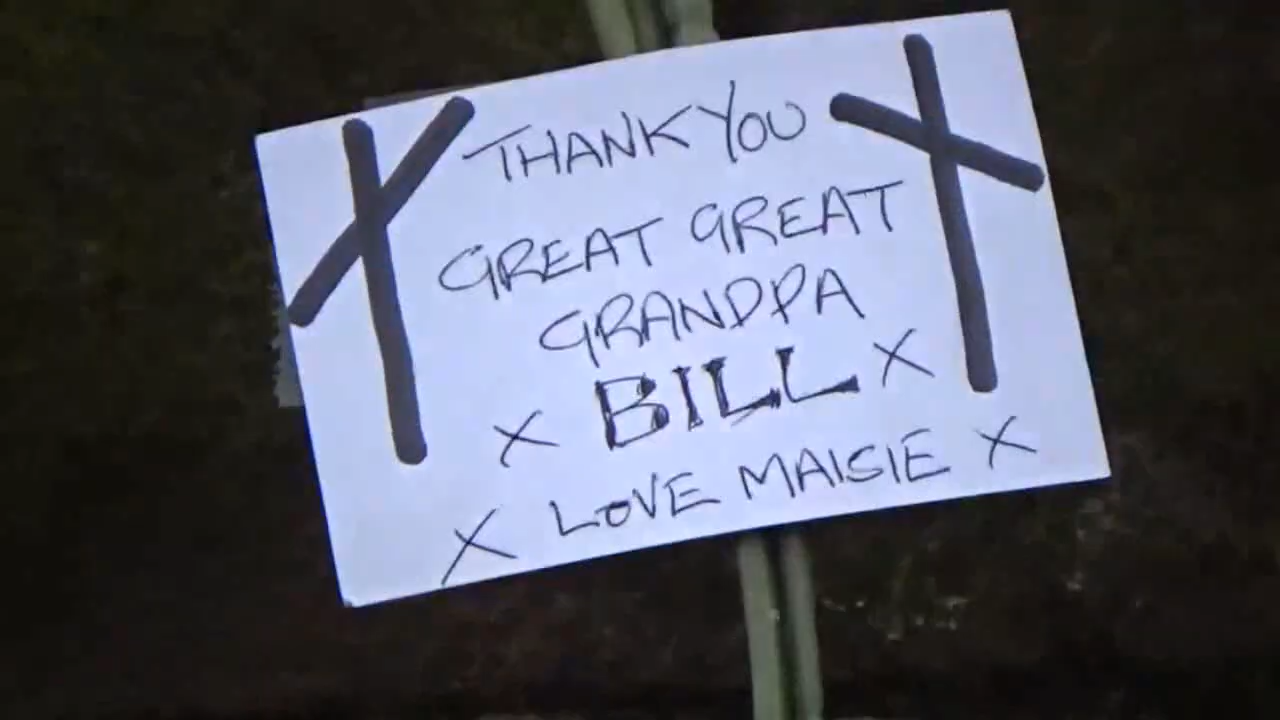 THANK YOU
GREAT GREAT
GRANDPA
X BILL X
X LOVE MAISIE X